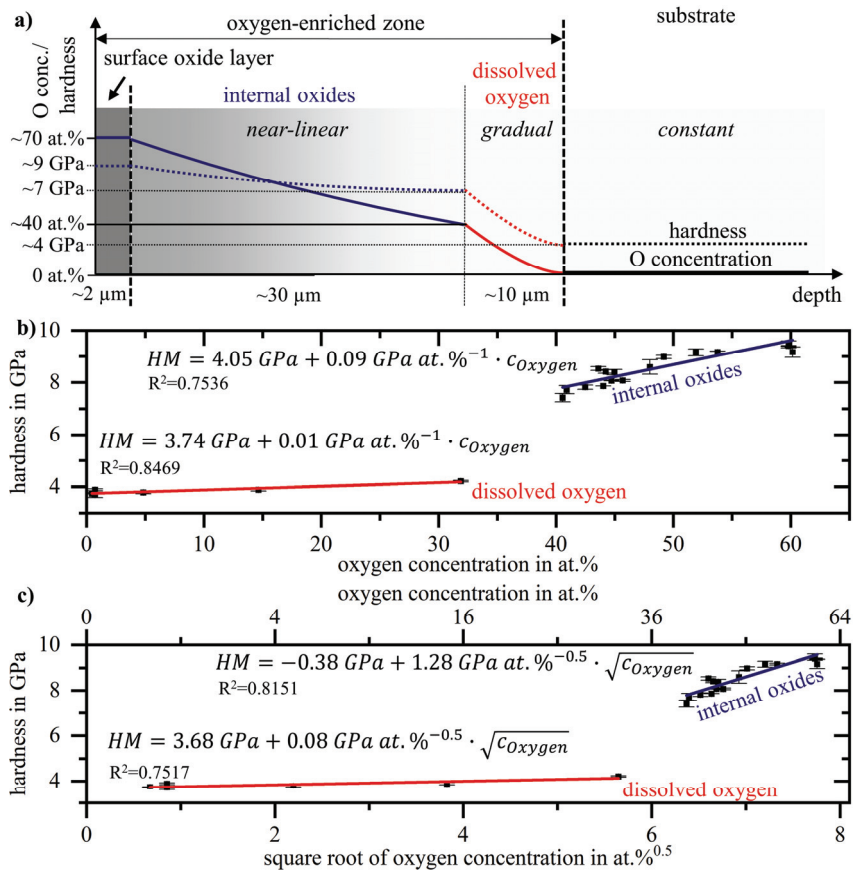 a)
oxygen-enriched zone
substrate
O conc./
hardness
surface oxide layer
internal oxides
dissolved
oxygen
near-linear
gradual
constant
~70 at.%
~9 GPa
~7 GPa
~40 at.%
~4 GPa
0 at.%
hardness
O concentration
~2 µm
~30 µm
~10 µm
depth
b)
hardness in GPa
10
8
6
4
HM = 4.05 GPa + 0.09 GPa at. %⁻¹ · c_Oxygen
R²=0.7536
internal oxides
HM = 3.74 GPa + 0.01 GPa at. %⁻¹ · c_Oxygen
R²=0.8469
dissolved oxygen
0 10 20 30 40 50 60
oxygen concentration in at.%
c)
oxygen concentration in at.%
0 4 16 36 64
hardness in GPa
10
8
6
4
HM = −0.38 GPa + 1.28 GPa at. %⁻⁰·⁵ · √c_Oxygen
R²=0.8151
internal oxides
HM = 3.68 GPa + 0.08 GPa at. %⁻⁰·⁵ · √c_Oxygen
R²=0.7517
dissolved oxygen
0 2 4 6 8
square root of oxygen concentration in at.%⁰·⁵